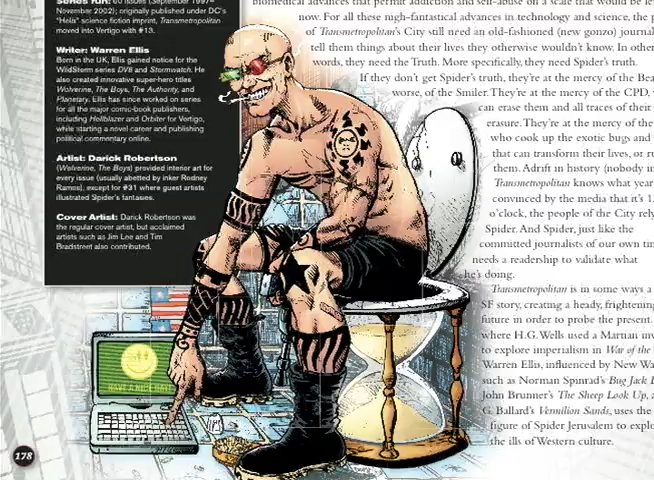 Series run: 60 issues (September 1997–
November 2002); originally published under DC's
"Helix" science fiction imprint, Transmetropolitan
moved into Vertigo with #13.
Writer: Warren Ellis
Born in the UK, Ellis gained notice for the
WildStorm series DV8 and Stormwatch. He
also created innovative super-hero titles
Wolverine, The Boys, The Authority, and
Planetary. Ellis has since worked on series
for all the major comic-book publishers,
including Hellblazer and Orbiter for Vertigo,
while starting a novel career and publishing
political commentary online.
Artist: Darick Robertson
(Wolverine, The Boys) provided interior art for
every issue (usually abetted by inker Rodney
Ramos), except for #31 where guest artists
illustrated Spider's fantasies.
Cover Artist: Darick Robertson was
the regular cover artist, but acclaimed
artists such as Jim Lee and Tim
Bradstreet also contributed.
biomedical advances that permit addiction and self-abuse on a scale that would be
now. For all these high-fantastical advances in technology and science, the
of Transmetropolitan's City still need an old-fashioned (new gonzo)
tell them things about their lives they otherwise wouldn't know. In other
words, they need the Truth. More specifically, they need Spider's truth.
If they don't get Spider's truth, they're at the mercy of the
worse, of the Smiler. They're at the mercy of the CPD,
can erase them and all traces of their
erasure. They're at the mercy of the
who cook up the exotic bugs and
that can transform their lives, or
them. Adrift in history (nobody in
Transmetropolitan knows what year
convinced by the media that it's
o'clock, the people of the City rely
Spider. And Spider, just like the
committed journalists of our own
needs a readership to validate what
he's doing.
Transmetropolitan is in some ways a
SF story, creating a heady, frightening
future in order to probe the present.
where H.G. Wells used a Martian
to explore imperialism in War of the
Warren Ellis, influenced by New
such as Norman Spinrad's Bug Jack
John Brunner's The Sheep Look Up,
G. Ballard's Vermilion Sands, uses the
figure of Spider Jerusalem to
the ills of Western culture.
HAVE A NICE DAY
178